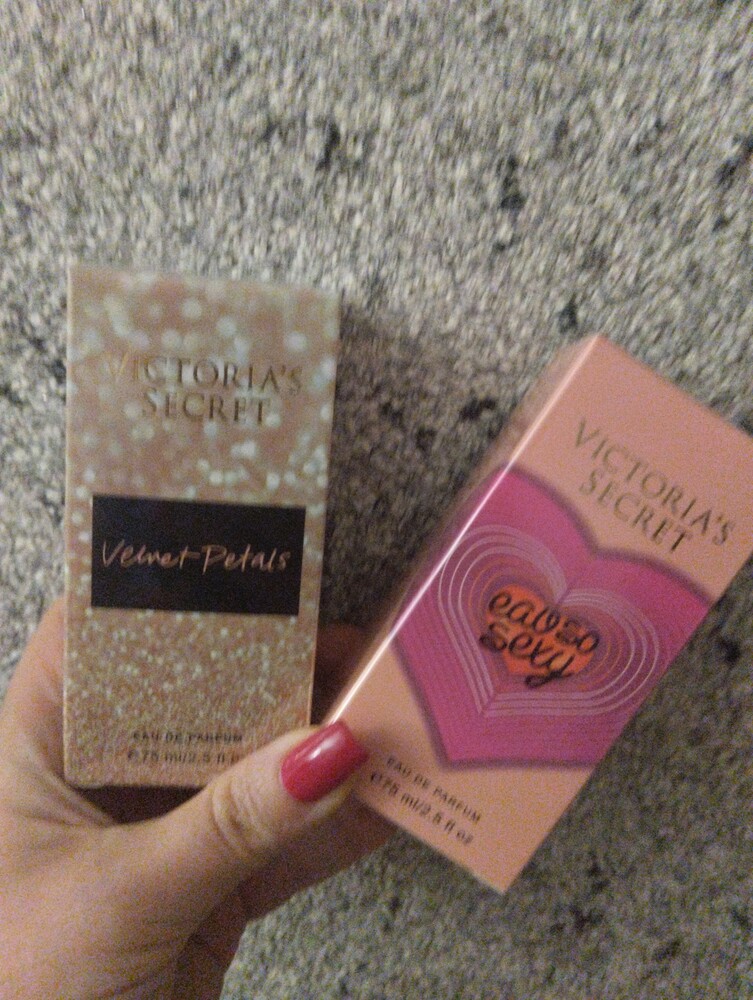 VICTORIA'S
SECRET
Velvet Petals
EAU DE PARFUM
℮75 ml/2.5 fl oz
VICTORIA'S
SECRET
eau so
sexy
EAU DE PARFUM
℮75 ml/2.5 fl oz